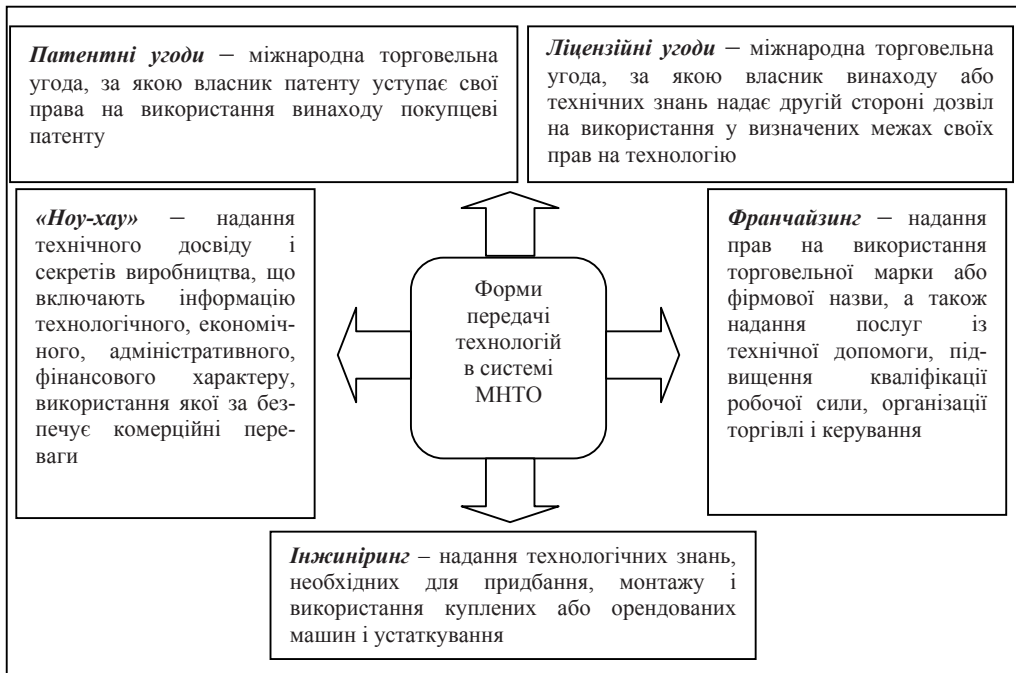 Патентні угоди – міжнародна торговельна
угода, за якою власник патенту уступає свої
права на використання винаходу покупцеві
патенту
Ліцензійні угоди – міжнародна торговельна
угода, за якою власник винаходу або
технічних знань надає другій стороні дозвіл
на використання у визначених межах своїх
прав на технологію
«Ноу-хау» – надання
технічного досвіду і
секретів виробництва, що
включають інформацію
технологічного, економіч-
ного, адміністративного,
фінансового характеру,
використання якої за без-
печує комерційні пере-
ваги
Форми
передачі
технологій
в системі
МНТО
Франчайзинг – надання
прав на використання
торговельної марки або
фірмової назви, а також
надання послуг із
технічної допомоги, під-
вищення кваліфікації
робочої сили, організації
торгівлі і керування
Інжиніринг – надання технологічних знань,
необхідних для придбання, монтажу і
використання куплених або орендованих
машин і устаткування